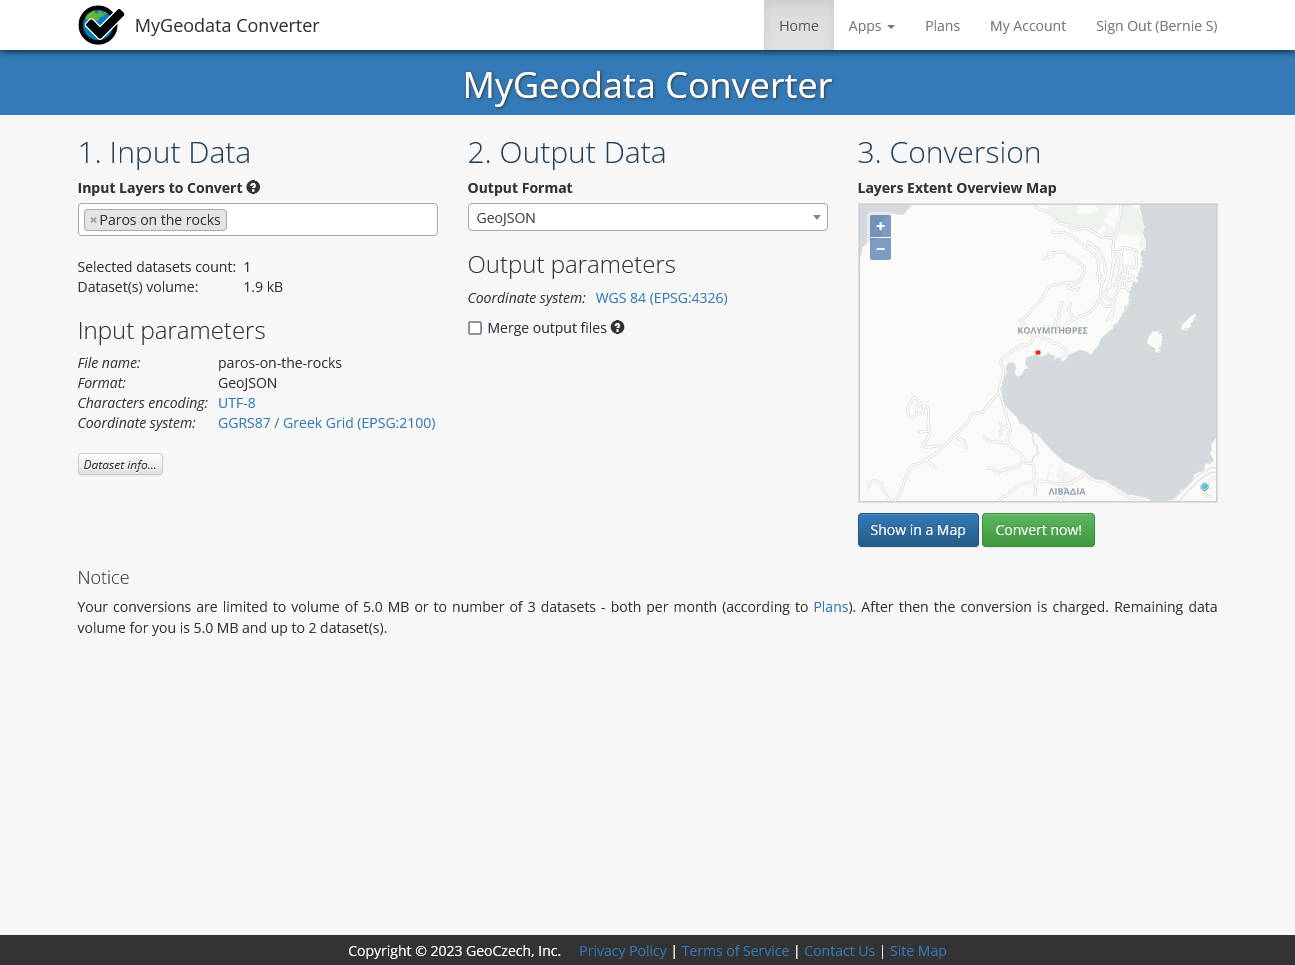 MyGeodata Converter
Home
Apps
Plans
My Account
Sign Out (Bernie S)
MyGeodata Converter
1. Input Data
Input Layers to Convert ?
× Paros on the rocks
Selected datasets count: 1
Dataset(s) volume: 1.9 kB
Input parameters
File name: paros-on-the-rocks
Format: GeoJSON
Characters encoding: UTF-8
Coordinate system: GGRS87 / Greek Grid (EPSG:2100)
Dataset info...
2. Output Data
Output Format
GeoJSON
Output parameters
Coordinate system: WGS 84 (EPSG:4326)
Merge output files ?
3. Conversion
Layers Extent Overview Map
+
−
ΚΟΛΥΜΠΗΘΡΕΣ
ΛΙΒΑΔΙΑ
Show in a Map
Convert now!
Notice
Your conversions are limited to volume of 5.0 MB or to number of 3 datasets - both per month (according to Plans). After then the conversion is charged. Remaining data
volume for you is 5.0 MB and up to 2 dataset(s).
Copyright © 2023 GeoCzech, Inc. Privacy Policy | Terms of Service | Contact Us | Site Map